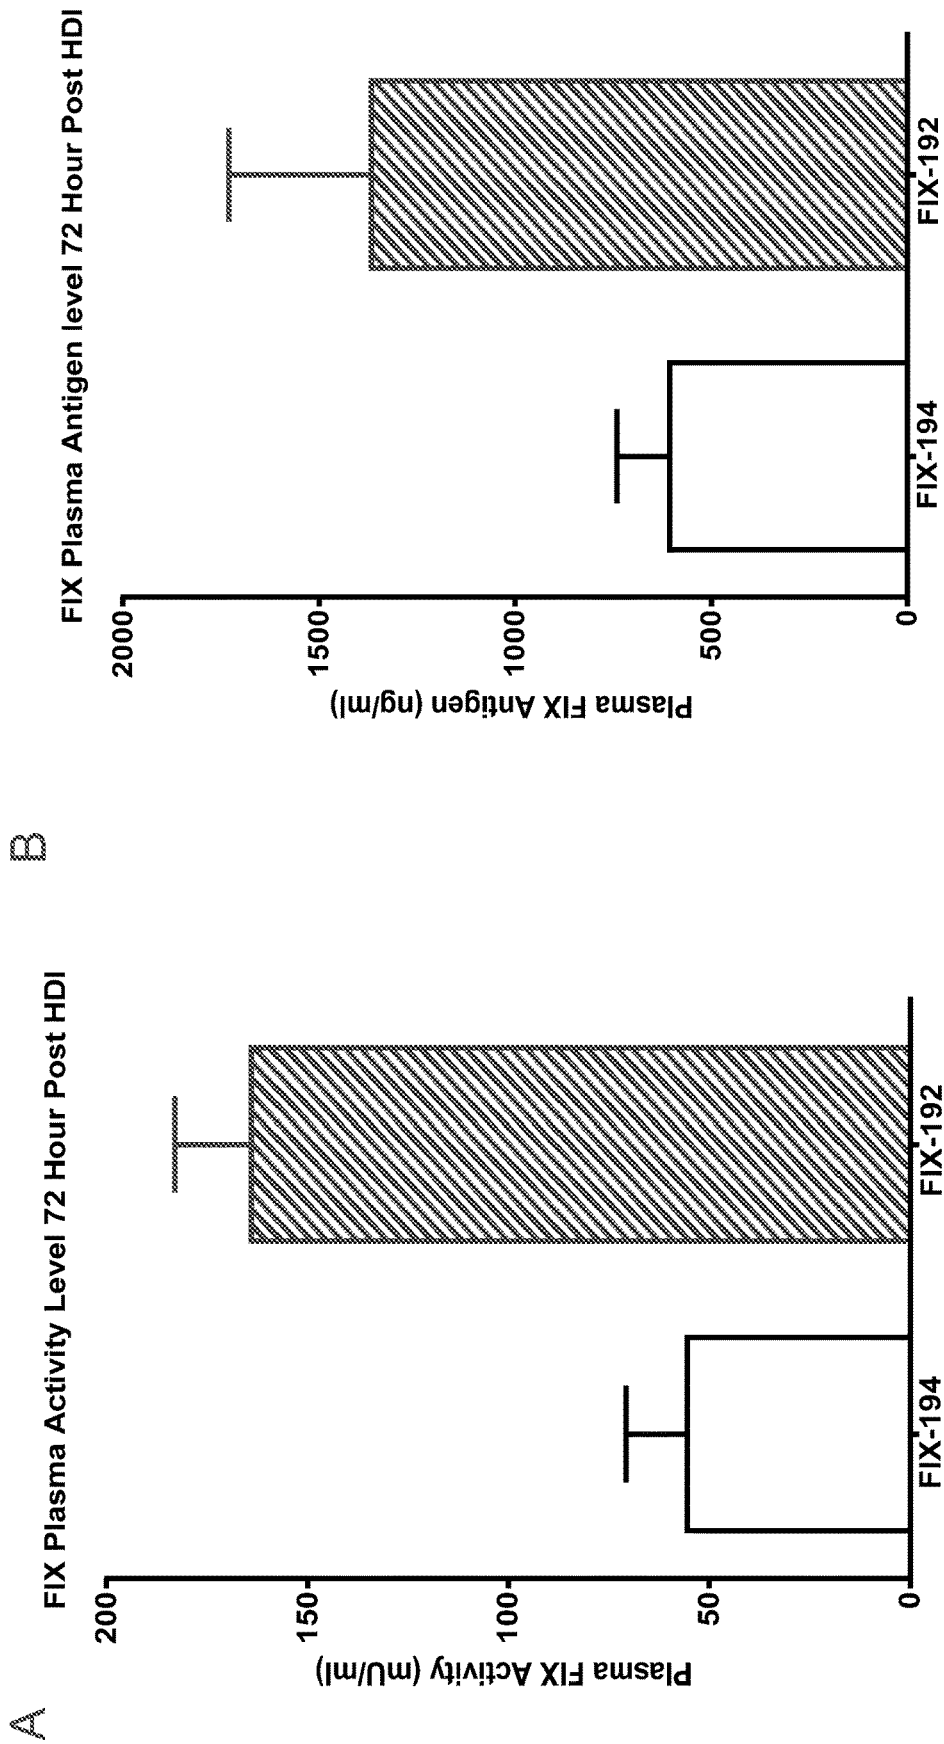 A
FIX Plasma Activity Level 72 Hour Post HDI
Plasma FIX Activity (mU/ml)
200
150
100
50
0
FIX-194
FIX-192
B
FIX Plasma Antigen level 72 Hour Post HDI
Plasma FIX Antigen (ng/ml)
2000
1500
1000
500
0
FIX-194
FIX-192